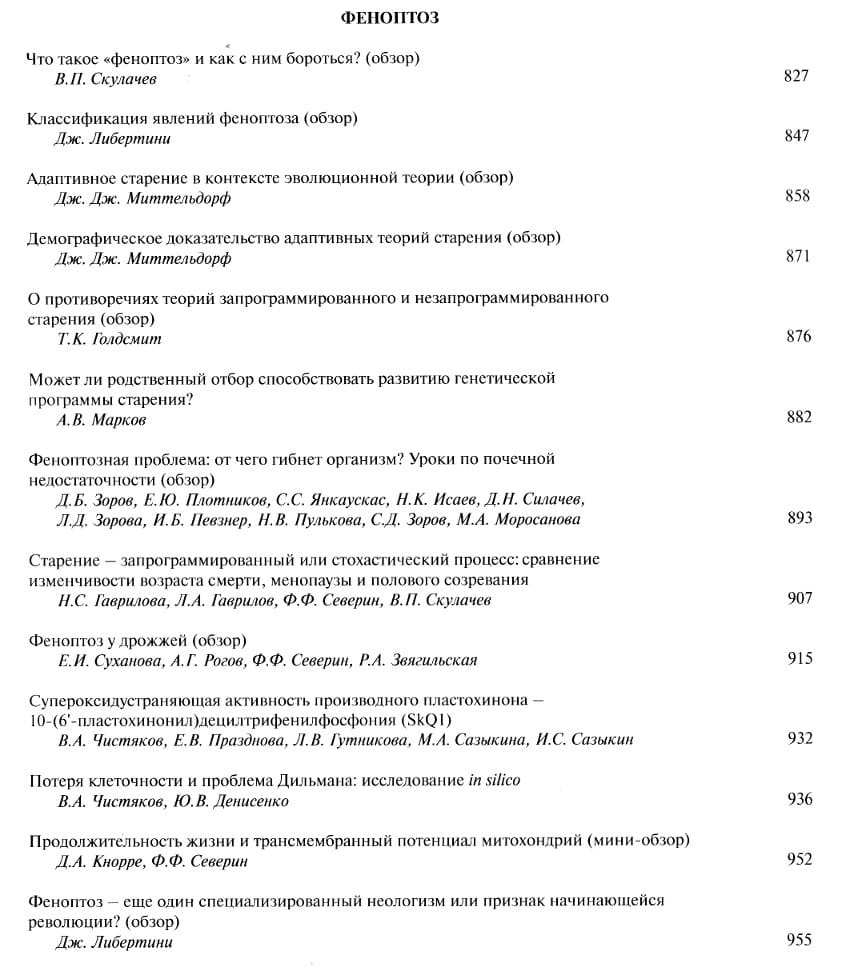 ФЕНОПТОЗ
Что такое «феноптоз» и как с ним бороться? (обзор)
В.П. Скулачев 827
Классификация явлений феноптоза (обзор)
Дж. Либертини 847
Адаптивное старение в контексте эволюционной теории (обзор)
Дж. Дж. Миттельдорф 858
Демографическое доказательство адаптивных теорий старения (обзор)
Дж. Дж. Миттельдорф 871
О противоречиях теорий запрограммированного и незапрограммированного
старения (обзор)
Т.К. Голдсмит 876
Может ли родственный отбор способствовать развитию генетической
программы старения?
А.В. Марков 882
Феноптозная проблема: от чего гибнет организм? Уроки по почечной
недостаточности (обзор)
Д.Б. Зоров, Е.Ю. Плотников, С.С. Янкаускас, Н.К. Исаев, Д.Н. Силачев,
Л.Д. Зорова, И.Б. Певзнер, Н.В. Пулькова, С.Д. Зоров, М.А. Моросанова 893
Старение – запрограммированный или стохастический процесс: сравнение
изменчивости возраста смерти, менопаузы и полового созревания
Н.С. Гаврилова, Л.А. Гаврилов, Ф.Ф. Северин, В.П. Скулачев 907
Феноптоз у дрожжей (обзор)
Е.И. Суханова, А.Г. Рогов, Ф.Ф. Северин, Р.А. Звягильская 915
Супероксидустраняющая активность производного пластохинона –
10-(6'-пластохинонил)децилтрифенилфосфония (SkQ1)
В.А. Чистяков, Е.В. Празднова, Л.В. Гутникова, М.А. Сазыкина, И.С. Сазыкин 932
Потеря клеточности и проблема Дильмана: исследование in silico
В.А. Чистяков, Ю.В. Денисенко 936
Продолжительность жизни и трансмембранный потенциал митохондрий (мини-обзор)
Д.А. Кнорре, Ф.Ф. Северин 952
Феноптоз – еще один специализированный неологизм или признак начинающейся
революции? (обзор)
Дж. Либертини 955